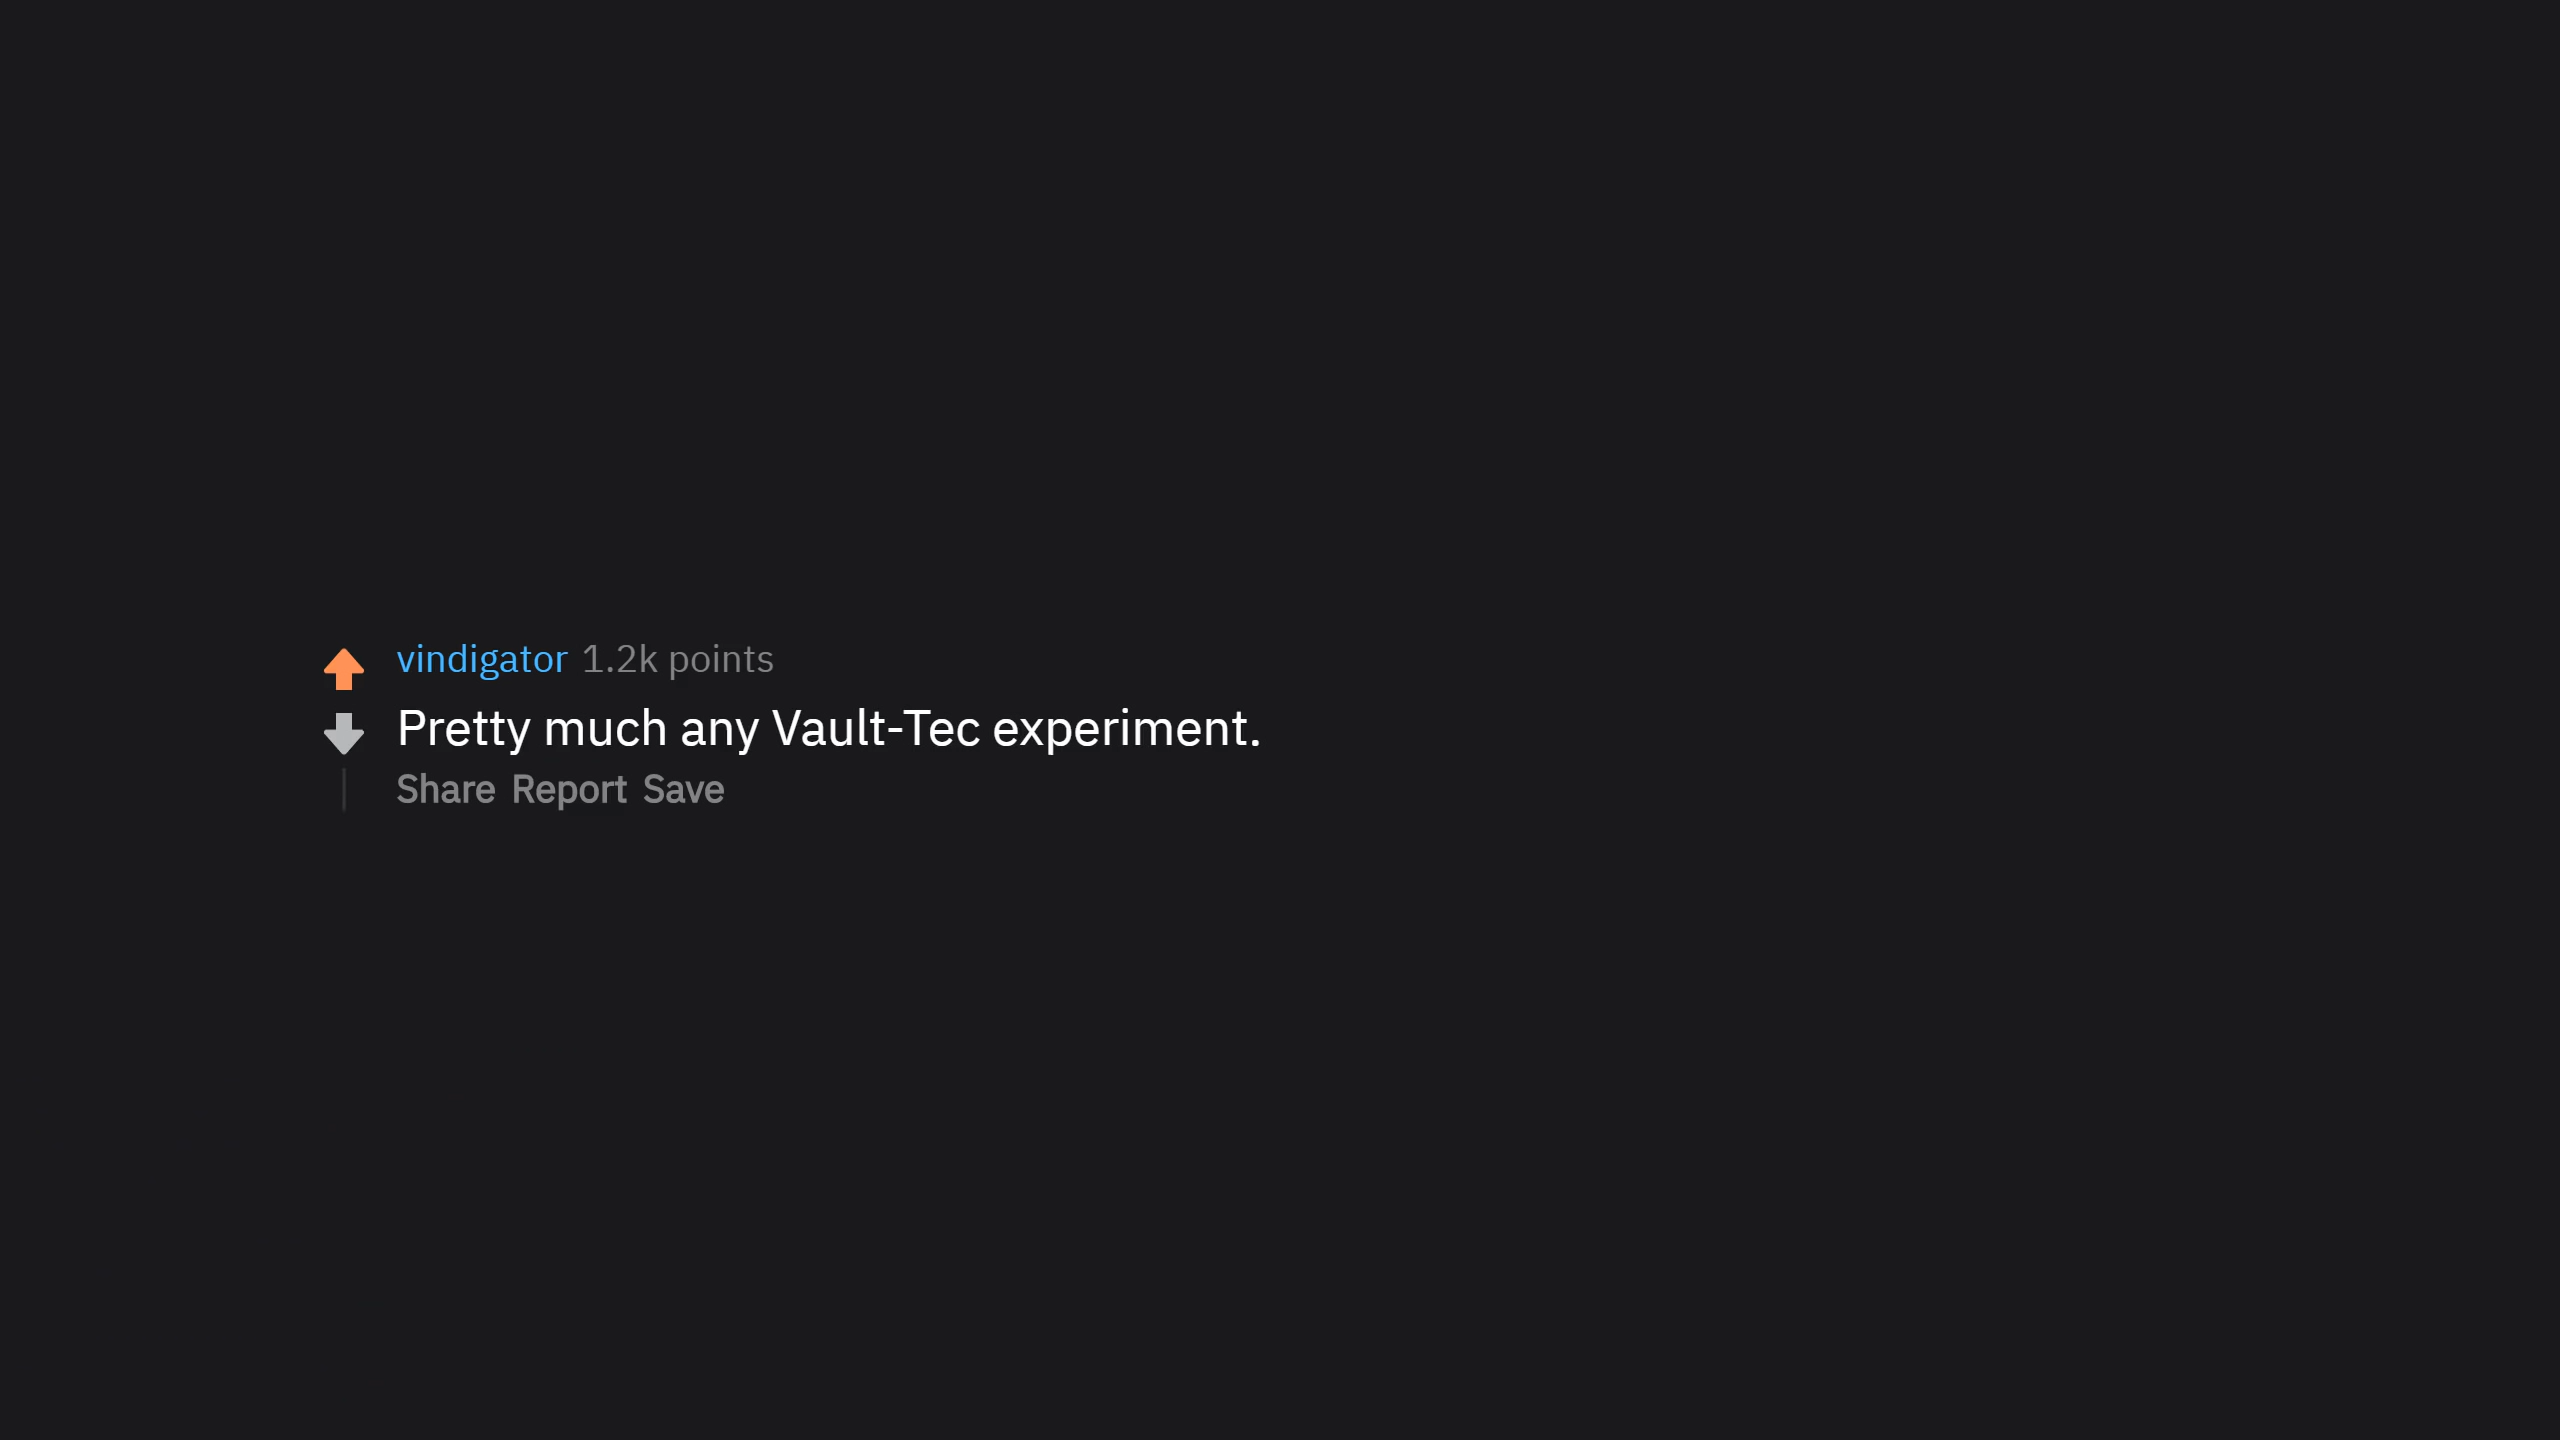 vindigator 1.2k points
Pretty much any Vault-Tec experiment.
Share Report Save